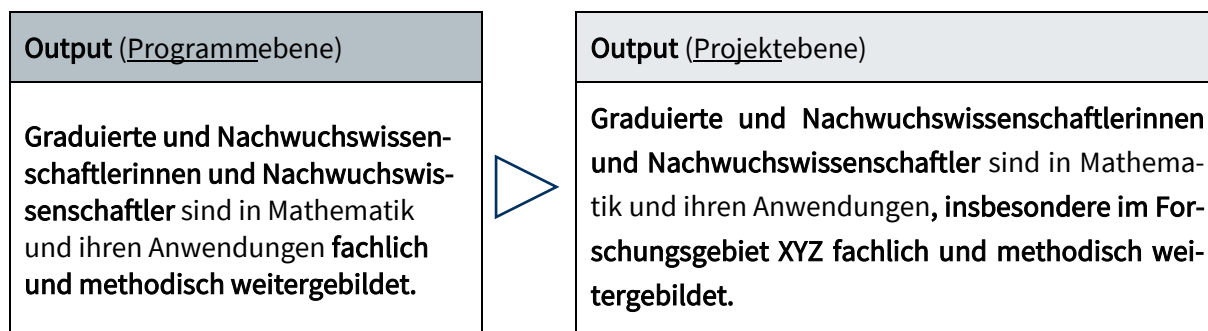 Output (Programmebene)
Graduierte und Nachwuchswissen-
schaftlerinnen und Nachwuchswis-
senschaftler sind in Mathematik
und ihren Anwendungen fachlich
und methodisch weitergebildet.
Output (Projektebene)
Graduierte und Nachwuchswissenschaftlerinnen
und Nachwuchswissenschaftler sind in Mathema-
tik und ihren Anwendungen, insbesondere im For-
schungsgebiet XYZ fachlich und methodisch wei-
tergebildet.